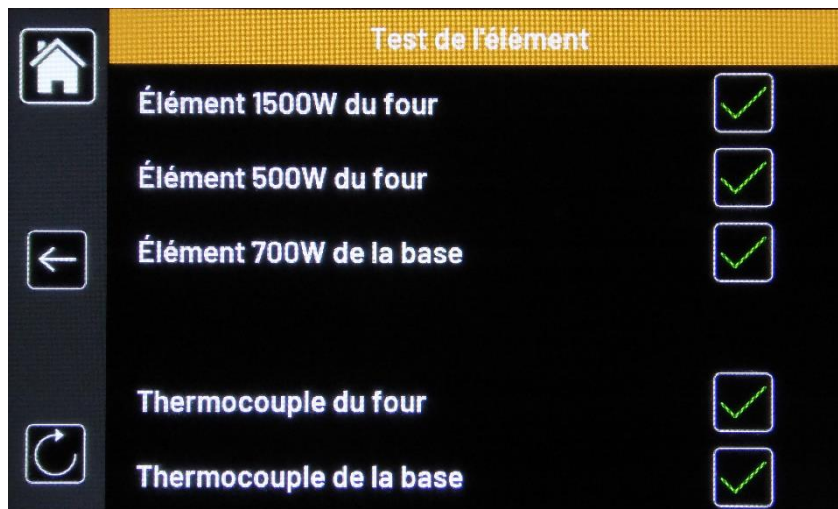 Test de l'élément
Élément 1500W du four
Élément 500W du four
Élément 700W de la base
Thermocouple du four
Thermocouple de la base